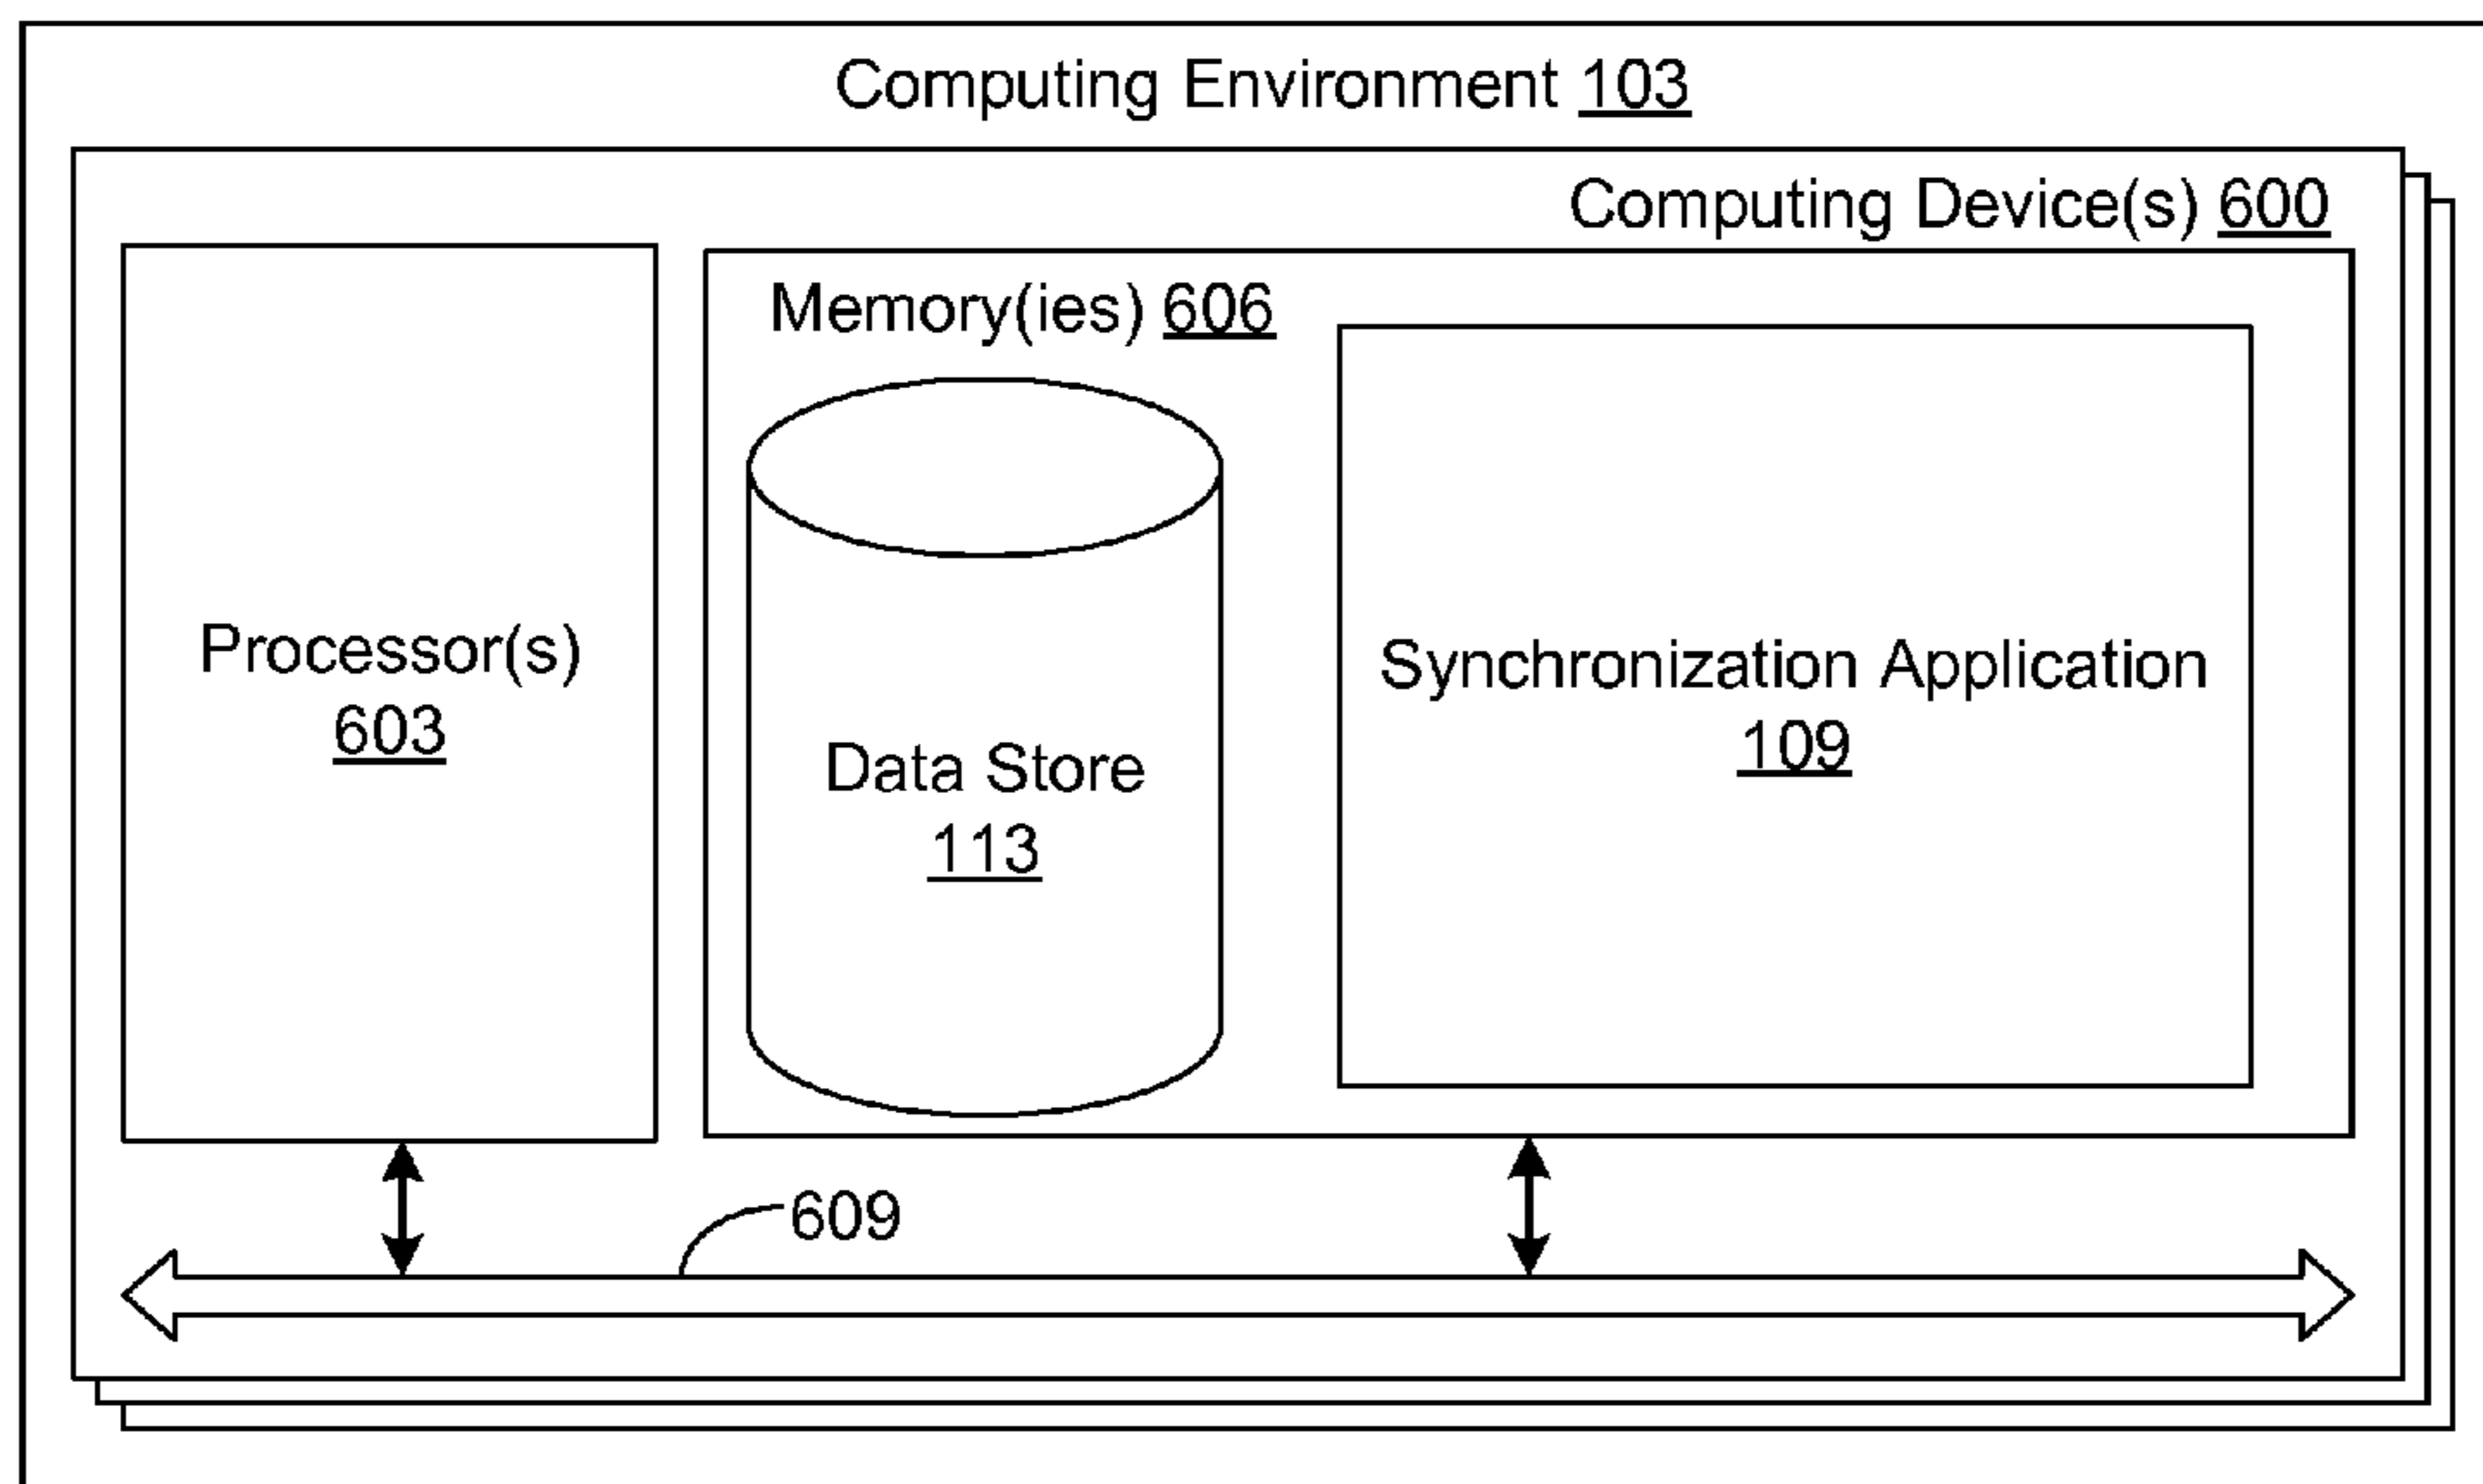 Computing Environment 103
Computing Device(s) 600
Memory(ies) 606
Processor(s)
603
Data Store
113
Synchronization Application
109
609